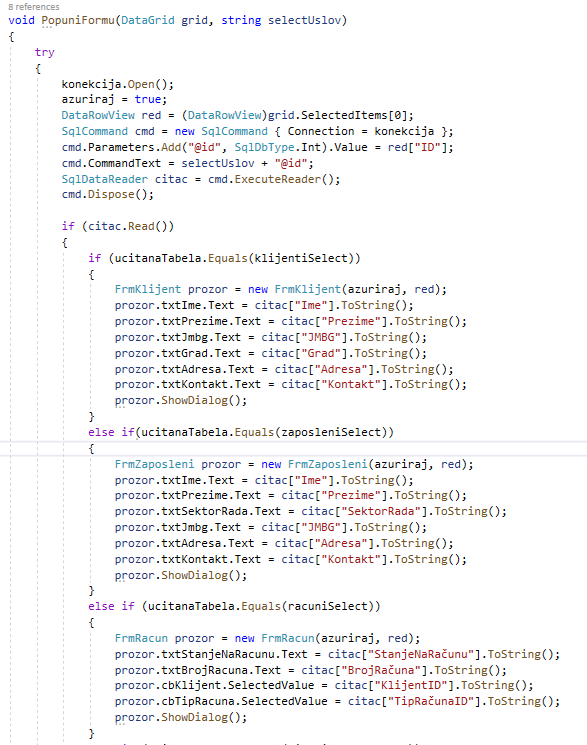 8 references
void PopuniFormu(DataGrid grid, string selectUslov)
{
try
{
konekcija.Open();
azuriraj = true;
DataRowView red = (DataRowView)grid.SelectedItems[0];
SqlCommand cmd = new SqlCommand { Connection = konekcija };
cmd.Parameters.Add("@id", SqlDbType.Int).Value = red["ID"];
cmd.CommandText = selectUslov + "@id";
SqlDataReader citac = cmd.ExecuteReader();
cmd.Dispose();
if (citac.Read())
{
if (ucitanaTabela.Equals(klijentiSelect))
{
FrmKlijent prozor = new FrmKlijent(azuriraj, red);
prozor.txtIme.Text = citac["Ime"].ToString();
prozor.txtPrezime.Text = citac["Prezime"].ToString();
prozor.txtJmbg.Text = citac["JMBG"].ToString();
prozor.txtGrad.Text = citac["Grad"].ToString();
prozor.txtAdresa.Text = citac["Adresa"].ToString();
prozor.txtKontakt.Text = citac["Kontakt"].ToString();
prozor.ShowDialog();
}
else if(ucitanaTabela.Equals(zaposleniSelect))
{
FrmZaposleni prozor = new FrmZaposleni(azuriraj, red);
prozor.txtIme.Text = citac["Ime"].ToString();
prozor.txtPrezime.Text = citac["Prezime"].ToString();
prozor.txtSektorRada.Text = citac["SektorRada"].ToString();
prozor.txtJmbg.Text = citac["JMBG"].ToString();
prozor.txtAdresa.Text = citac["Adresa"].ToString();
prozor.txtKontakt.Text = citac["Kontakt"].ToString();
prozor.ShowDialog();
}
else if (ucitanaTabela.Equals(racuniSelect))
{
FrmRacun prozor = new FrmRacun(azuriraj, red);
prozor.txtStanjeNaRacunu.Text = citac["StanjeNaRačunu"].ToString();
prozor.txtBrojRacuna.Text = citac["BrojRačuna"].ToString();
prozor.cbKlijent.SelectedValue = citac["KlijentID"].ToString();
prozor.cbTipRacuna.SelectedValue = citac["TipRačunaID"].ToString();
prozor.ShowDialog();
}